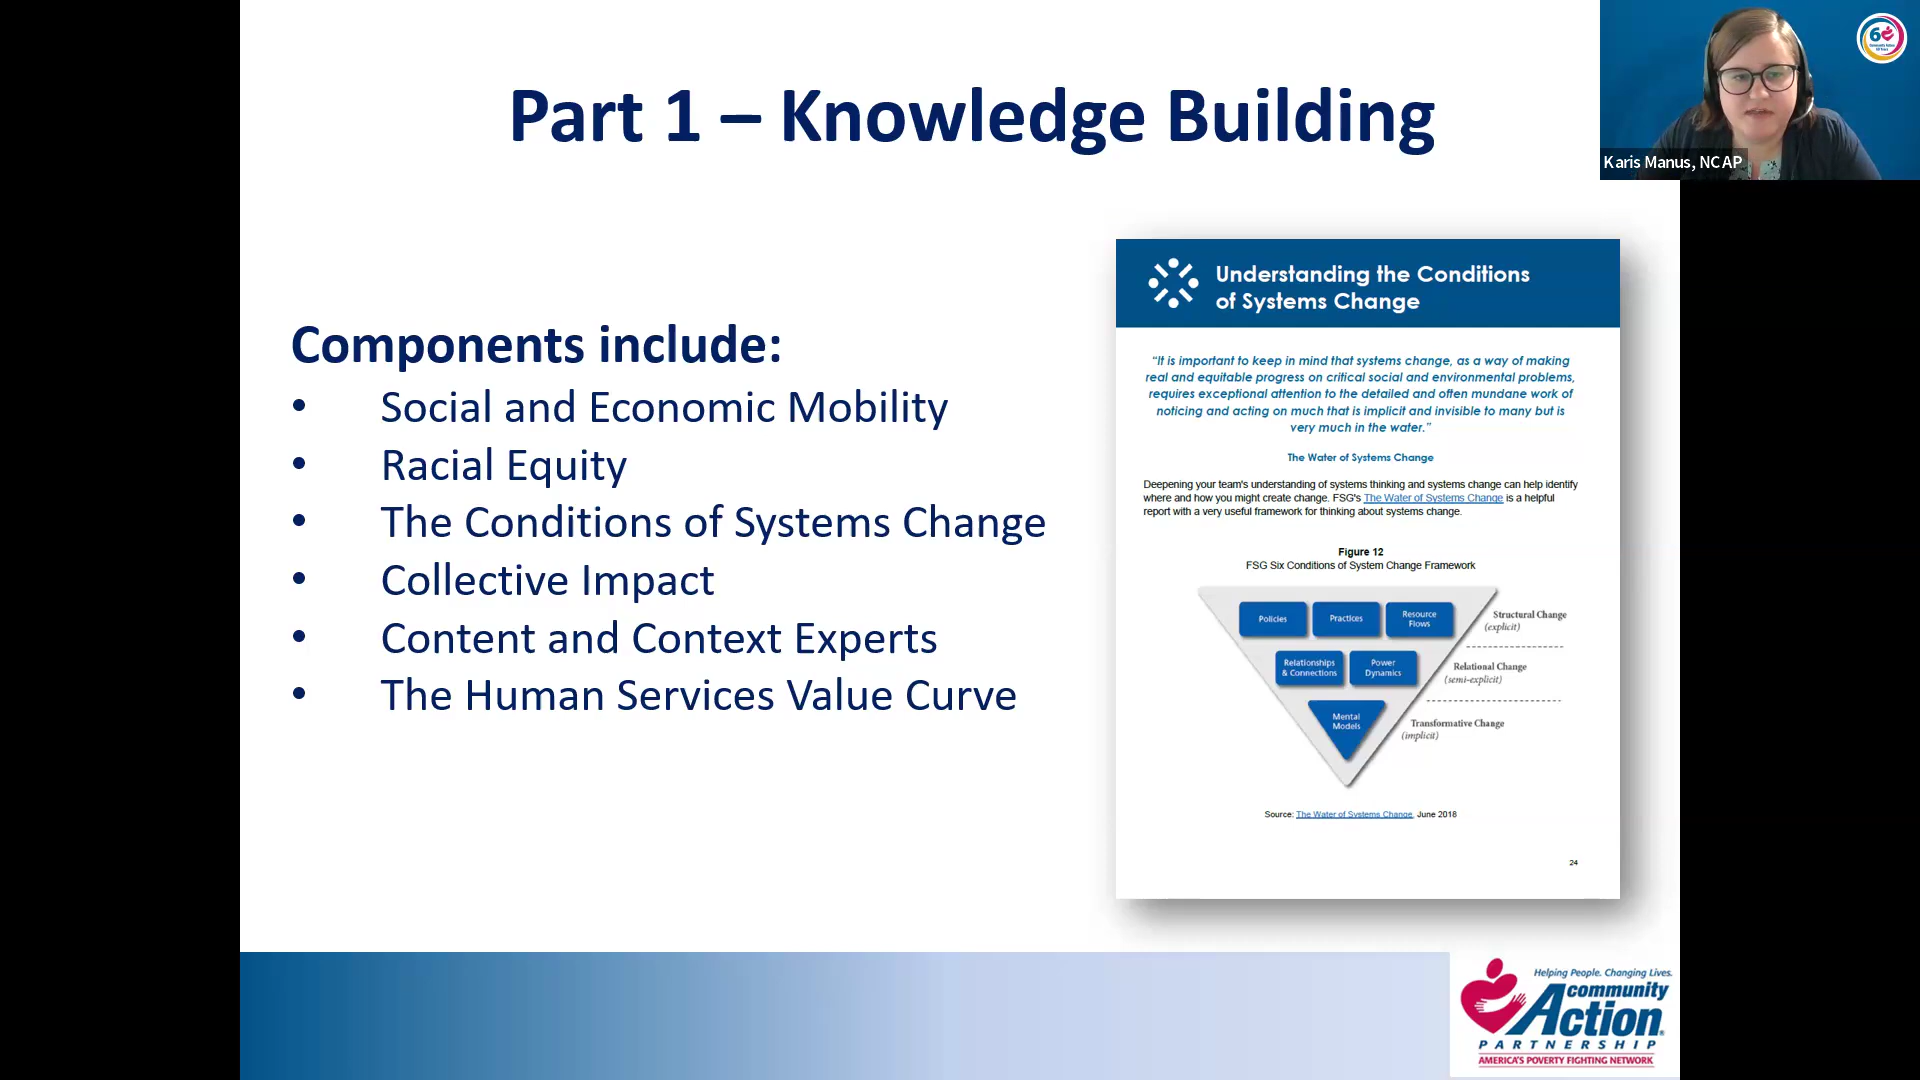 Part 1 – Knowledge Building
Components include:
• Social and Economic Mobility
• Racial Equity
• The Conditions of Systems Change
• Collective Impact
• Content and Context Experts
• The Human Services Value Curve
Understanding the Conditions
of Systems Change
“It is important to keep in mind that systems change, as a way of making
real and equitable progress on critical social and environmental problems,
requires exceptional attention to the detailed and often mundane work of
noticing and acting on much that is implicit and invisible to many but is
very much in the water.”
The Water of Systems Change
Deepening your team's understanding of systems thinking and systems change can help identify
where and how you might create change. FSG's The Water of Systems Change is a helpful
report with a very useful framework for thinking about systems change.
Figure 12
FSG Six Conditions of System Change Framework
Policies
Practices
Resource
Flows
Structural Change
(explicit)
Relationships
& Connections
Power
Dynamics
Relational Change
(semi-explicit)
Mental
Models
Transformative Change
(implicit)
Source: The Water of Systems Change, June 2018
24
Karis Manus, NCAP
60
Helping People. Changing Lives.
community
Action
PARTNERSHIP
AMERICA'S POVERTY FIGHTING NETWORK